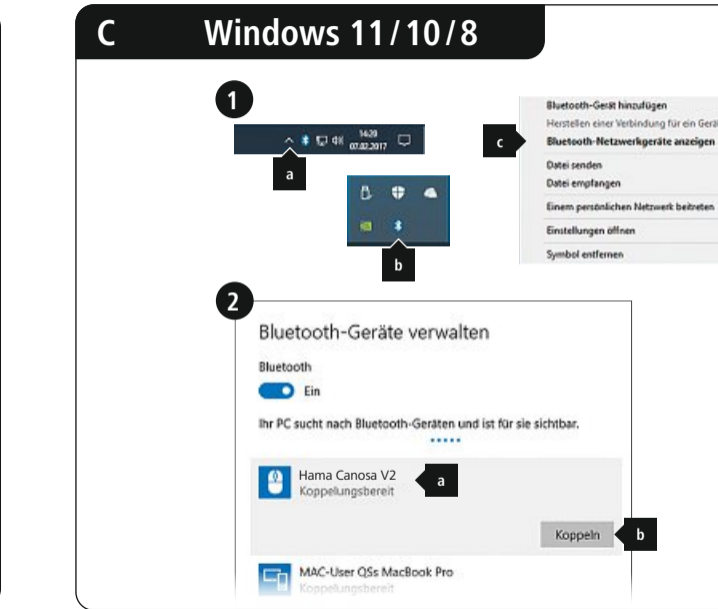 C Windows 11/10/8
1
14:20
07.02.2017
a
b
c
Bluetooth-Gerät hinzufügen
Herstellen einer Verbindung für ein Gerät
Bluetooth-Netzwerkgeräte anzeigen
Datei senden
Datei empfangen
Einem persönlichen Netzwerk beitreten
Einstellungen öffnen
Symbol entfernen
2
Bluetooth-Geräte verwalten
Bluetooth
Ein
Ihr PC sucht nach Bluetooth-Geräten und ist für sie sichtbar.
Hama Canosa V2
a
Koppelungsbereit
Koppeln
b
MAC-User QSs MacBook Pro
Koppelungsbereit